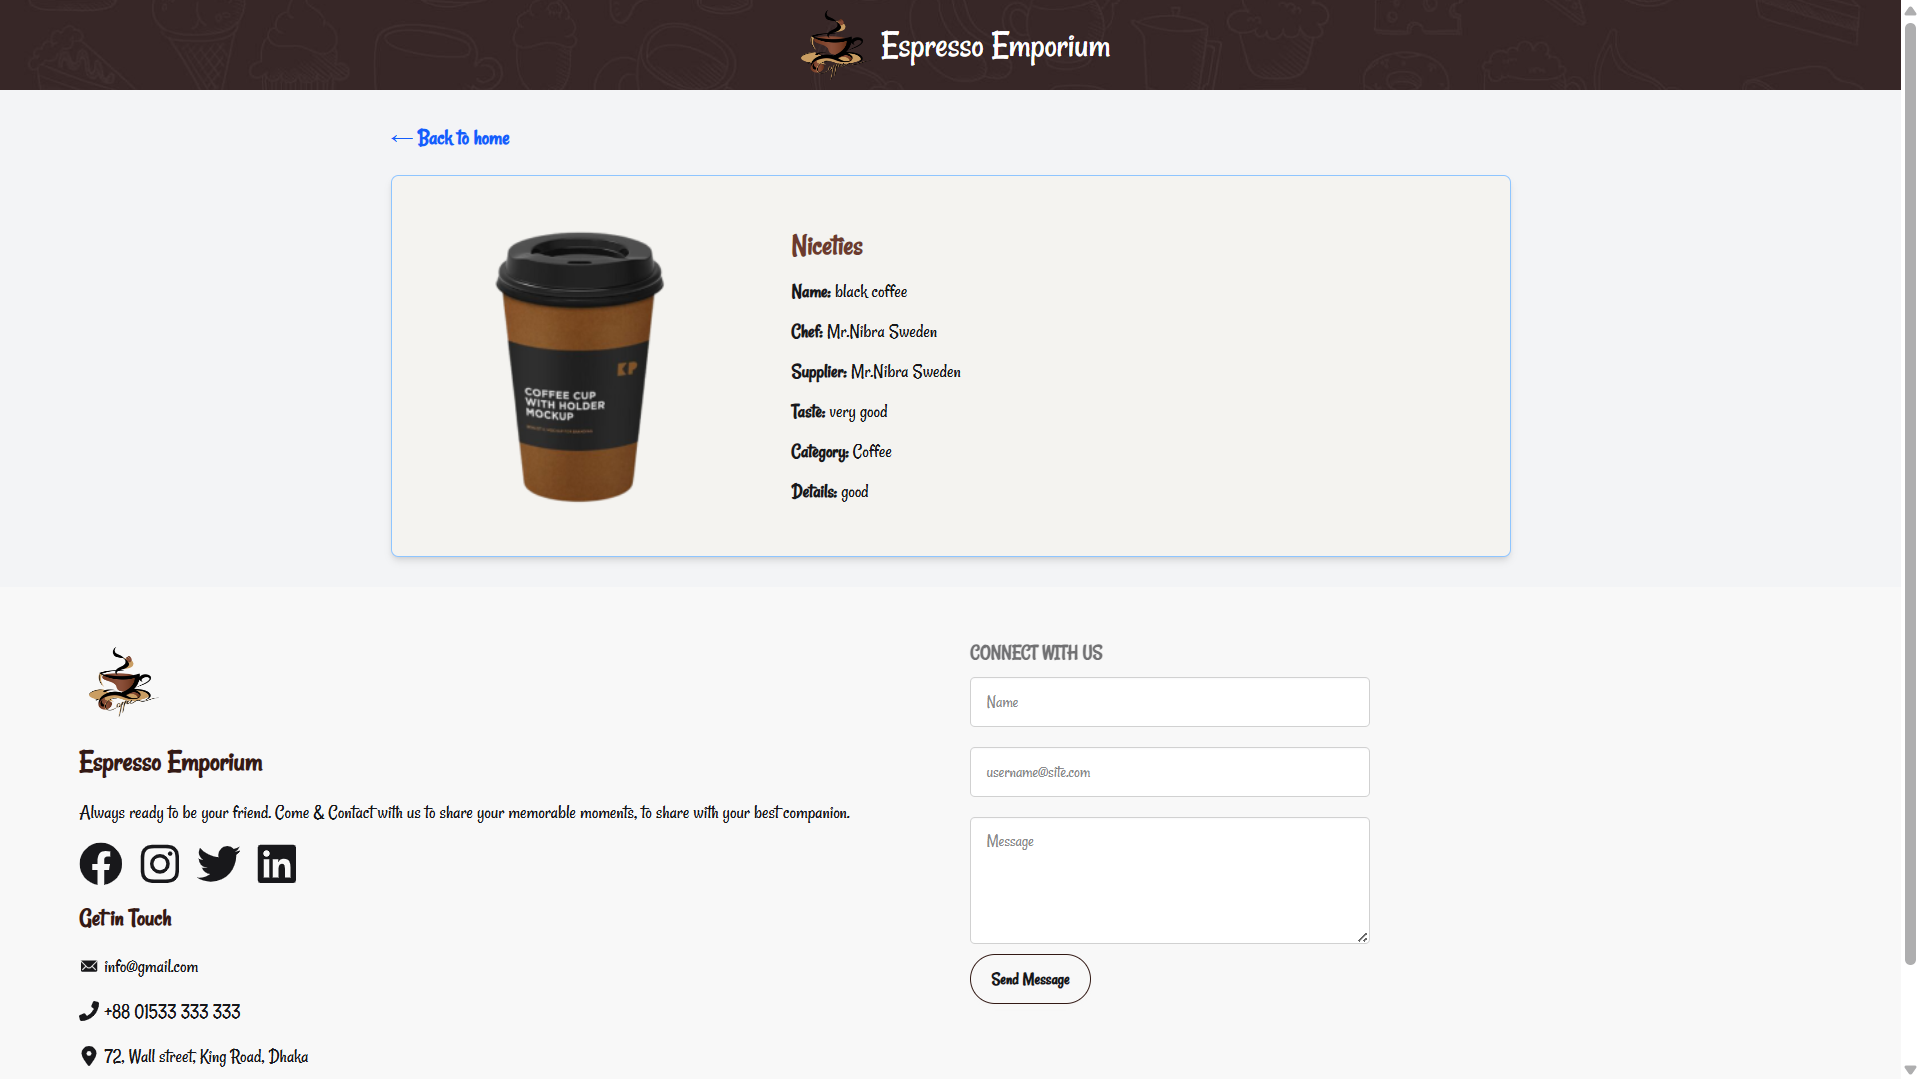 Espresso Emporium
← Back to home
Niceties
Name: black coffee
Chef: Mr.Nibra Sweden
Supplier: Mr.Nibra Sweden
Taste: very good
Category: Coffee
Details: good
KP
COFFEE CUP
WITH HOLDER
MOCKUP
Coffee
Espresso Emporium
Always ready to be your friend. Come & Contact with us to share your memorable moments, to share with your best companion.
Get in Touch
info@gmail.com
+88 01533 333 333
72, Wall street, King Road, Dhaka
CONNECT WITH US
Name
username@site.com
Message
Send Message